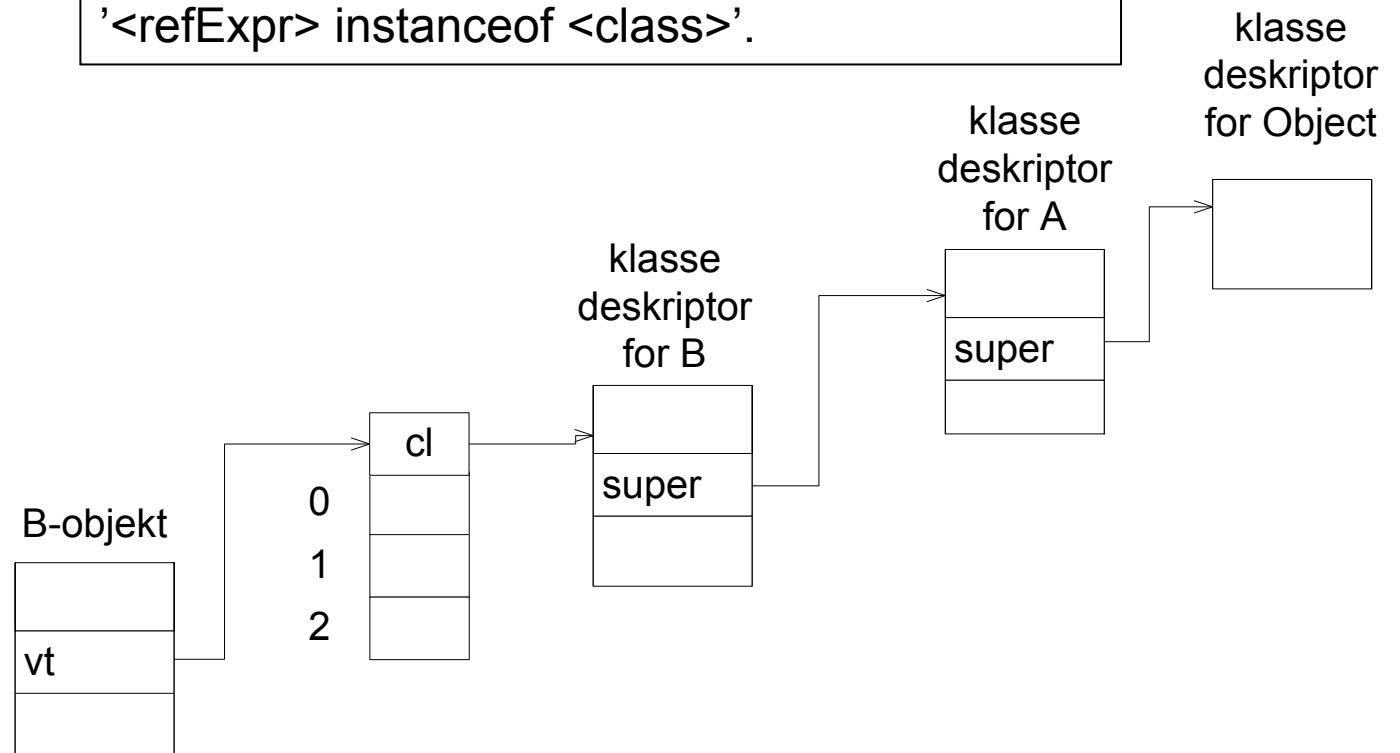 ’<refExpr> instanceof <class>’.
klasse
deskriptor
for Object
klasse
deskriptor
for A
klasse
deskriptor
for B
super
cl
super
0
B-objekt
1
2
vt